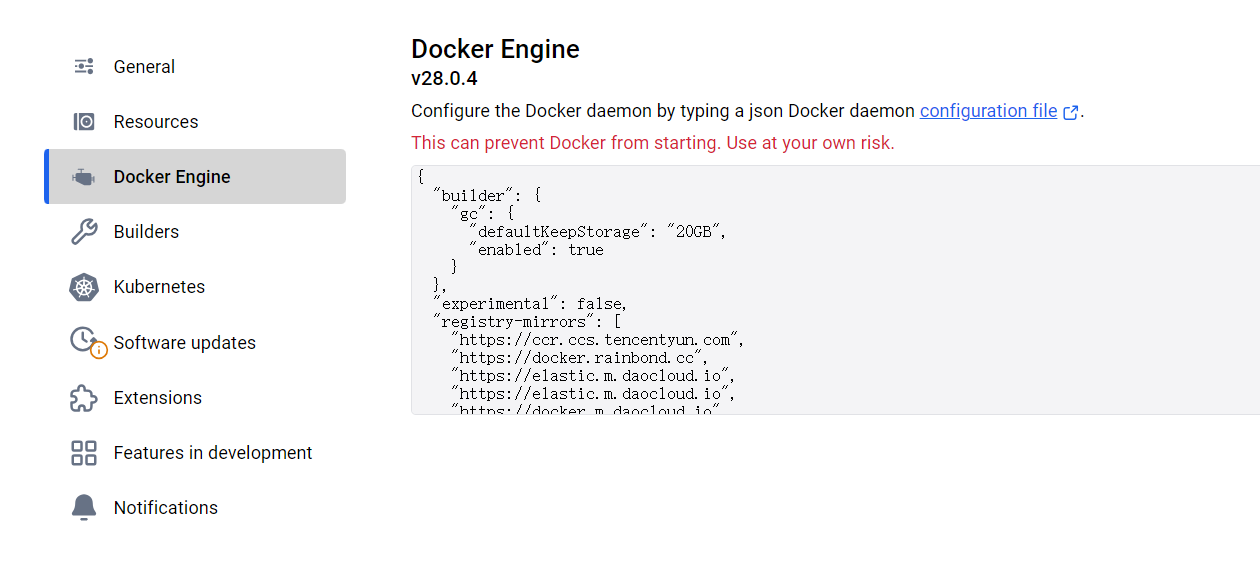 General
Resources
Docker Engine
Builders
Kubernetes
Software updates
Extensions
Features in development
Notifications
Docker Engine
v28.0.4
Configure the Docker daemon by typing a json Docker daemon configuration file.
This can prevent Docker from starting. Use at your own risk.
{
"builder": {
"gc": {
"defaultKeepStorage": "20GB",
"enabled": true
}
},
"experimental": false,
"registry-mirrors": [
"https://ccr.ccs.tencentyun.com",
"https://docker.rainbond.cc",
"https://elastic.m.daocloud.io",
"https://elastic.m.daocloud.io",
"https://docker.m.daocloud.io"